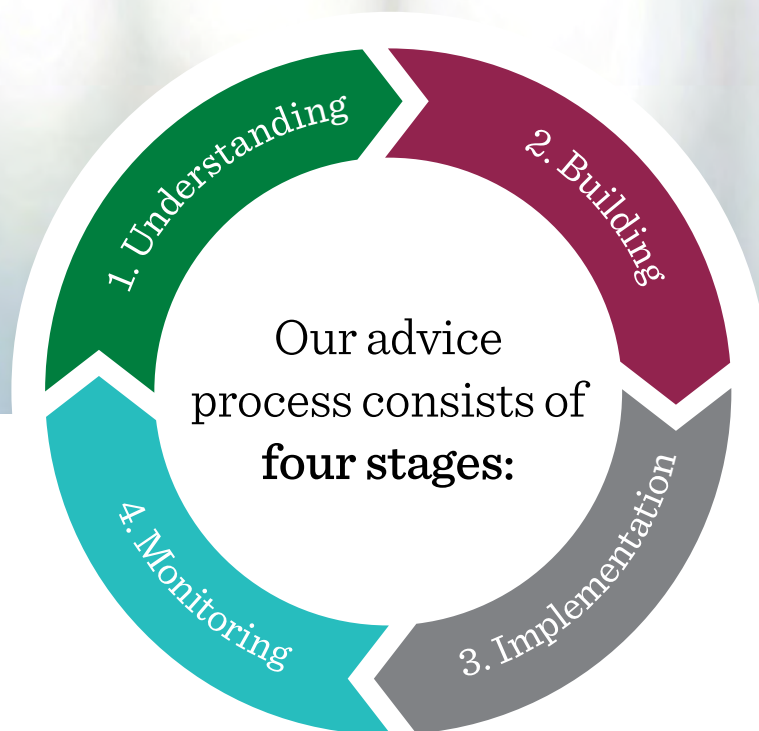 Our advice
process consists of
four stages:
1. Understanding
2. Building
3. Implementation
4. Monitoring